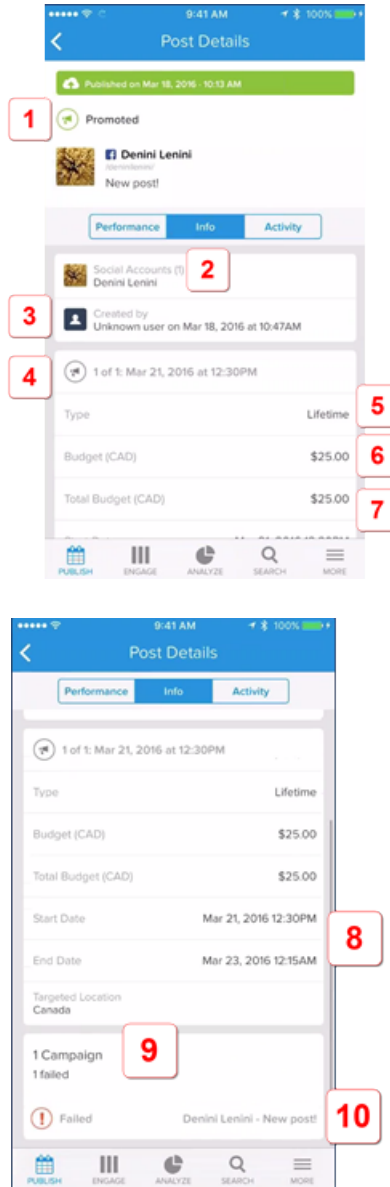 9:41 AM 100%
Post Details
Published on Mar 18, 2016 - 10:13 AM
1 Promoted
Denini Lenini
/deninilenini/
New post!
Performance Info Activity
Social Accounts (1) 2
Denini Lenini
3 Created by
Unknown user on Mar 18, 2016 at 10:47AM
4 1 of 1: Mar 21, 2016 at 12:30PM
Type Lifetime 5
Budget (CAD) $25.00 6
Total Budget (CAD) $25.00 7
PUBLISH ENGAGE ANALYZE SEARCH MORE
9:41 AM 100%
Post Details
Performance Info Activity
1 of 1: Mar 21, 2016 at 12:30PM
Type Lifetime
Budget (CAD) $25.00
Total Budget (CAD) $25.00
Start Date Mar 21, 2016 12:30PM
8
End Date Mar 23, 2016 12:15AM
Targeted Location
Canada
1 Campaign 9
1 failed
Failed Denini Lenini - New post! 10
PUBLISH ENGAGE ANALYZE SEARCH MORE